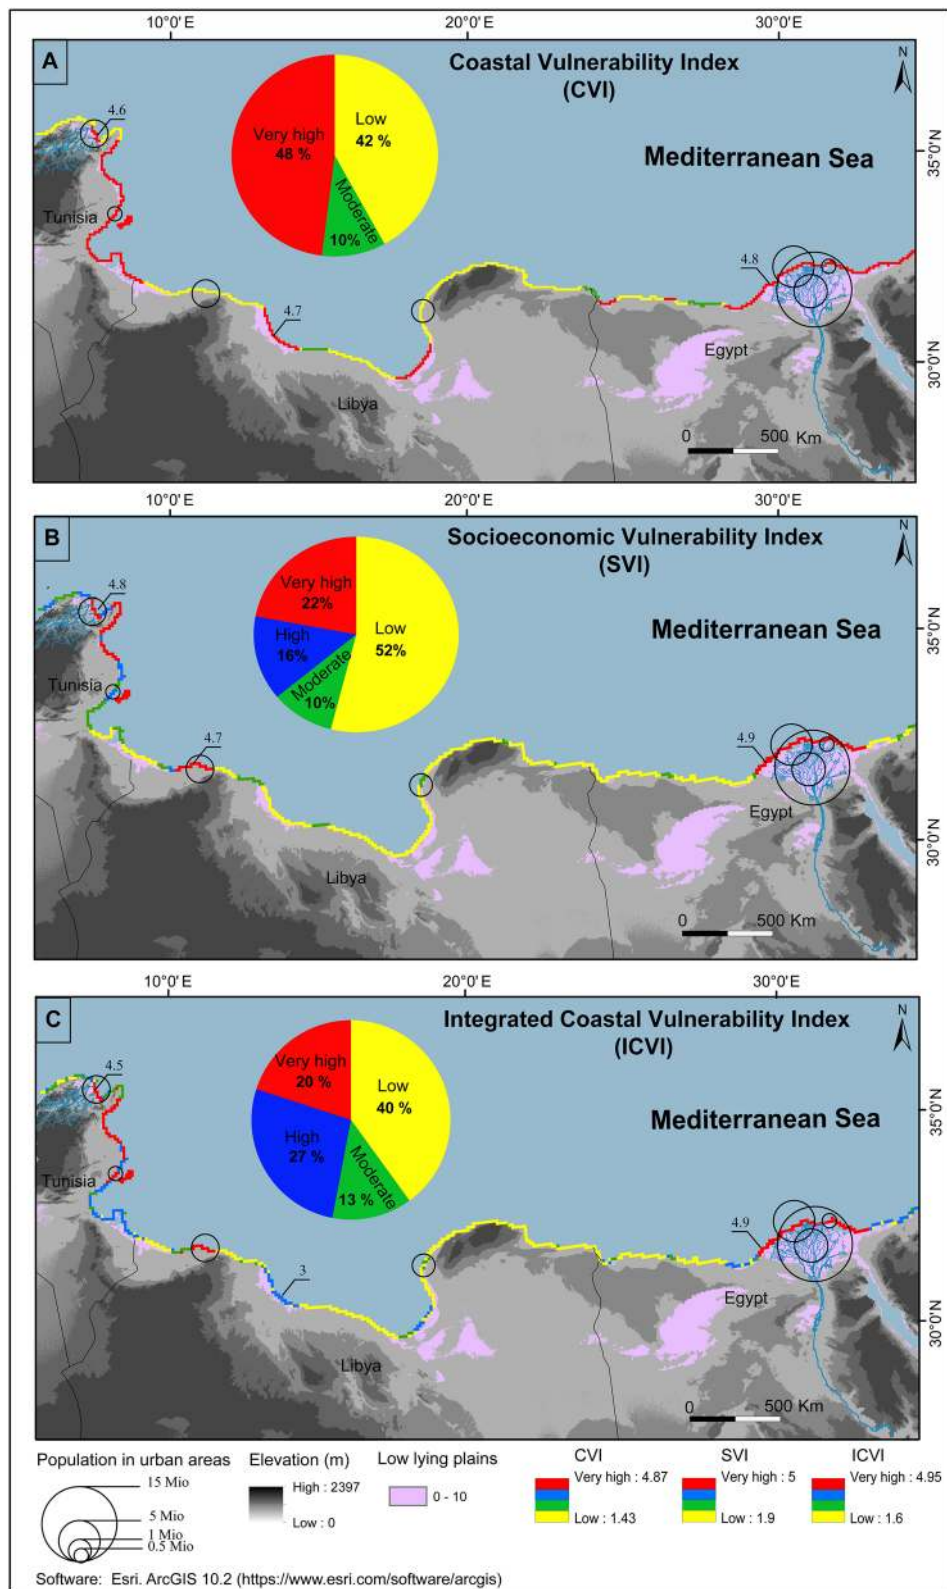 10°0'E 20°0'E 30°0'E
A
Coastal Vulnerability Index
(CVI)
N
4.6
Very high
48 %
Low
42 %
Moderate
10%
Mediterranean Sea
35°0'N
Tunisia
4.8
4.7
Egypt
30°0'N
Libya
0 500 Km
10°0'E 20°0'E 30°0'E
B
Socioeconomic Vulnerability Index
(SVI)
N
4.8
Very high
22%
High
16%
Low
52%
Moderate
10%
Mediterranean Sea
35°0'N
Tunisia
4.7
4.9
Egypt
30°0'N
Libya
0 500 Km
10°0'E 20°0'E 30°0'E
C
Integrated Coastal Vulnerability Index
(ICVI)
N
4.5
Very high
20 %
Low
40 %
High
27 %
Moderate
13 %
Mediterranean Sea
35°0'N
Tunisia
4.9
3
Egypt
30°0'N
Libya
0 500 Km
Population in urban areas
15 Mio
5 Mio
1 Mio
0.5 Mio
Elevation (m)
High : 2397
Low : 0
Low lying plains
0 - 10
CVI
Very high : 4.87
Low : 1.43
SVI
Very high : 5
Low : 1.9
ICVI
Very high : 4.95
Low : 1.6
Software: Esri. ArcGIS 10.2 (https://www.esri.com/software/arcgis)